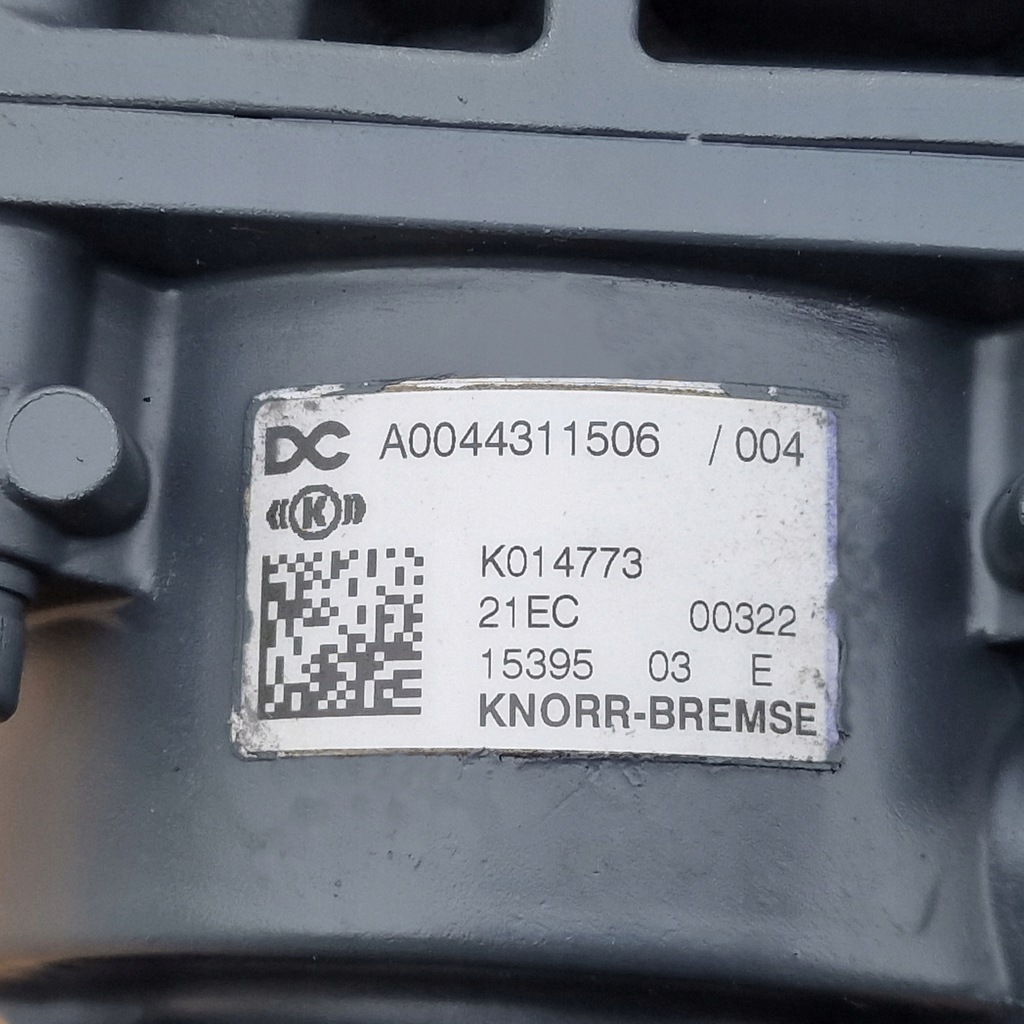 DC A0044311506 / 004
K
K014773
21EC 00322
15395 03 E
KNORR-BREMSE